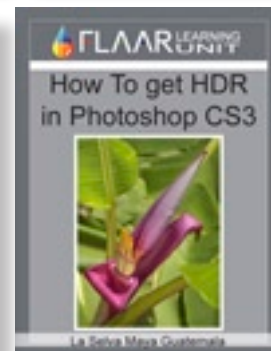 FLAAR LEARNING UNIT
How To get HDR
in Photoshop CS3
La Selva Maya Guatemala